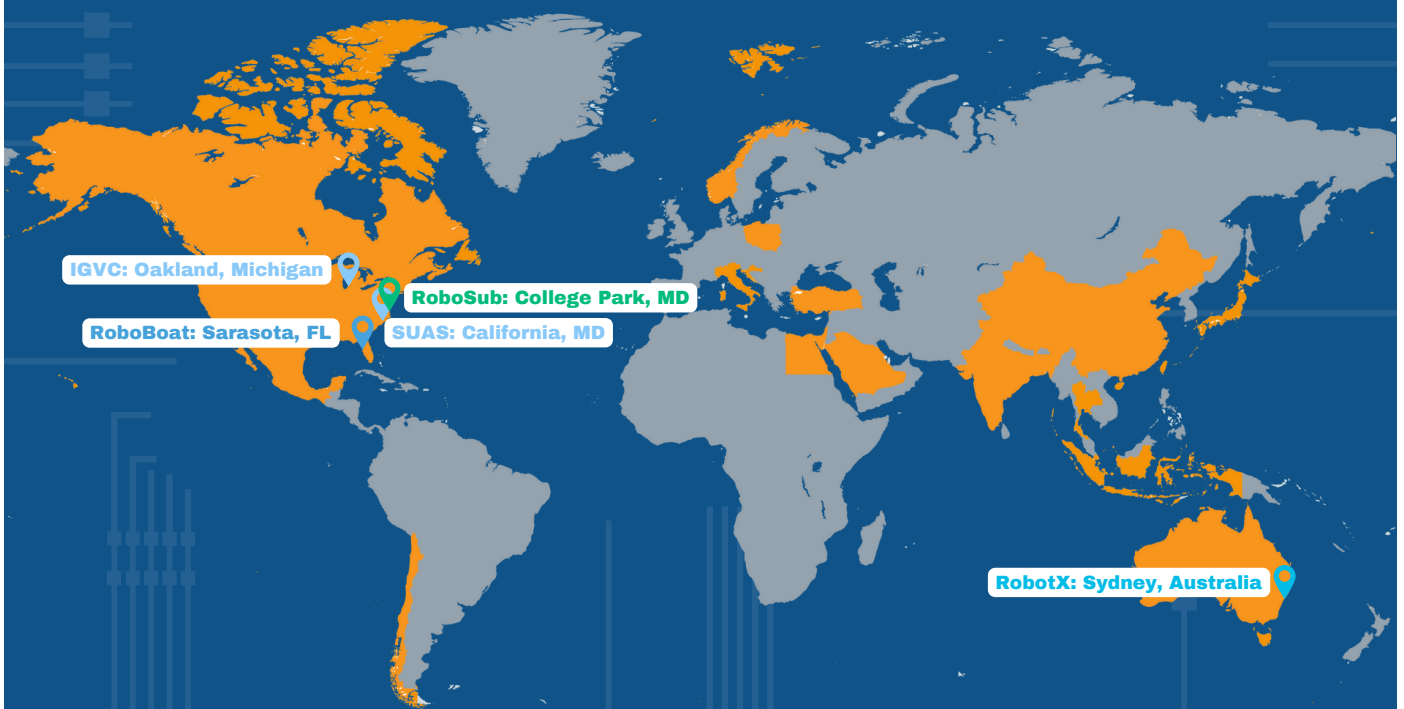 IGVC: Oakland, Michigan
RoboSub: College Park, MD
RoboBoat: Sarasota, FL
SUAS: California, MD
RobotX: Sydney, Australia